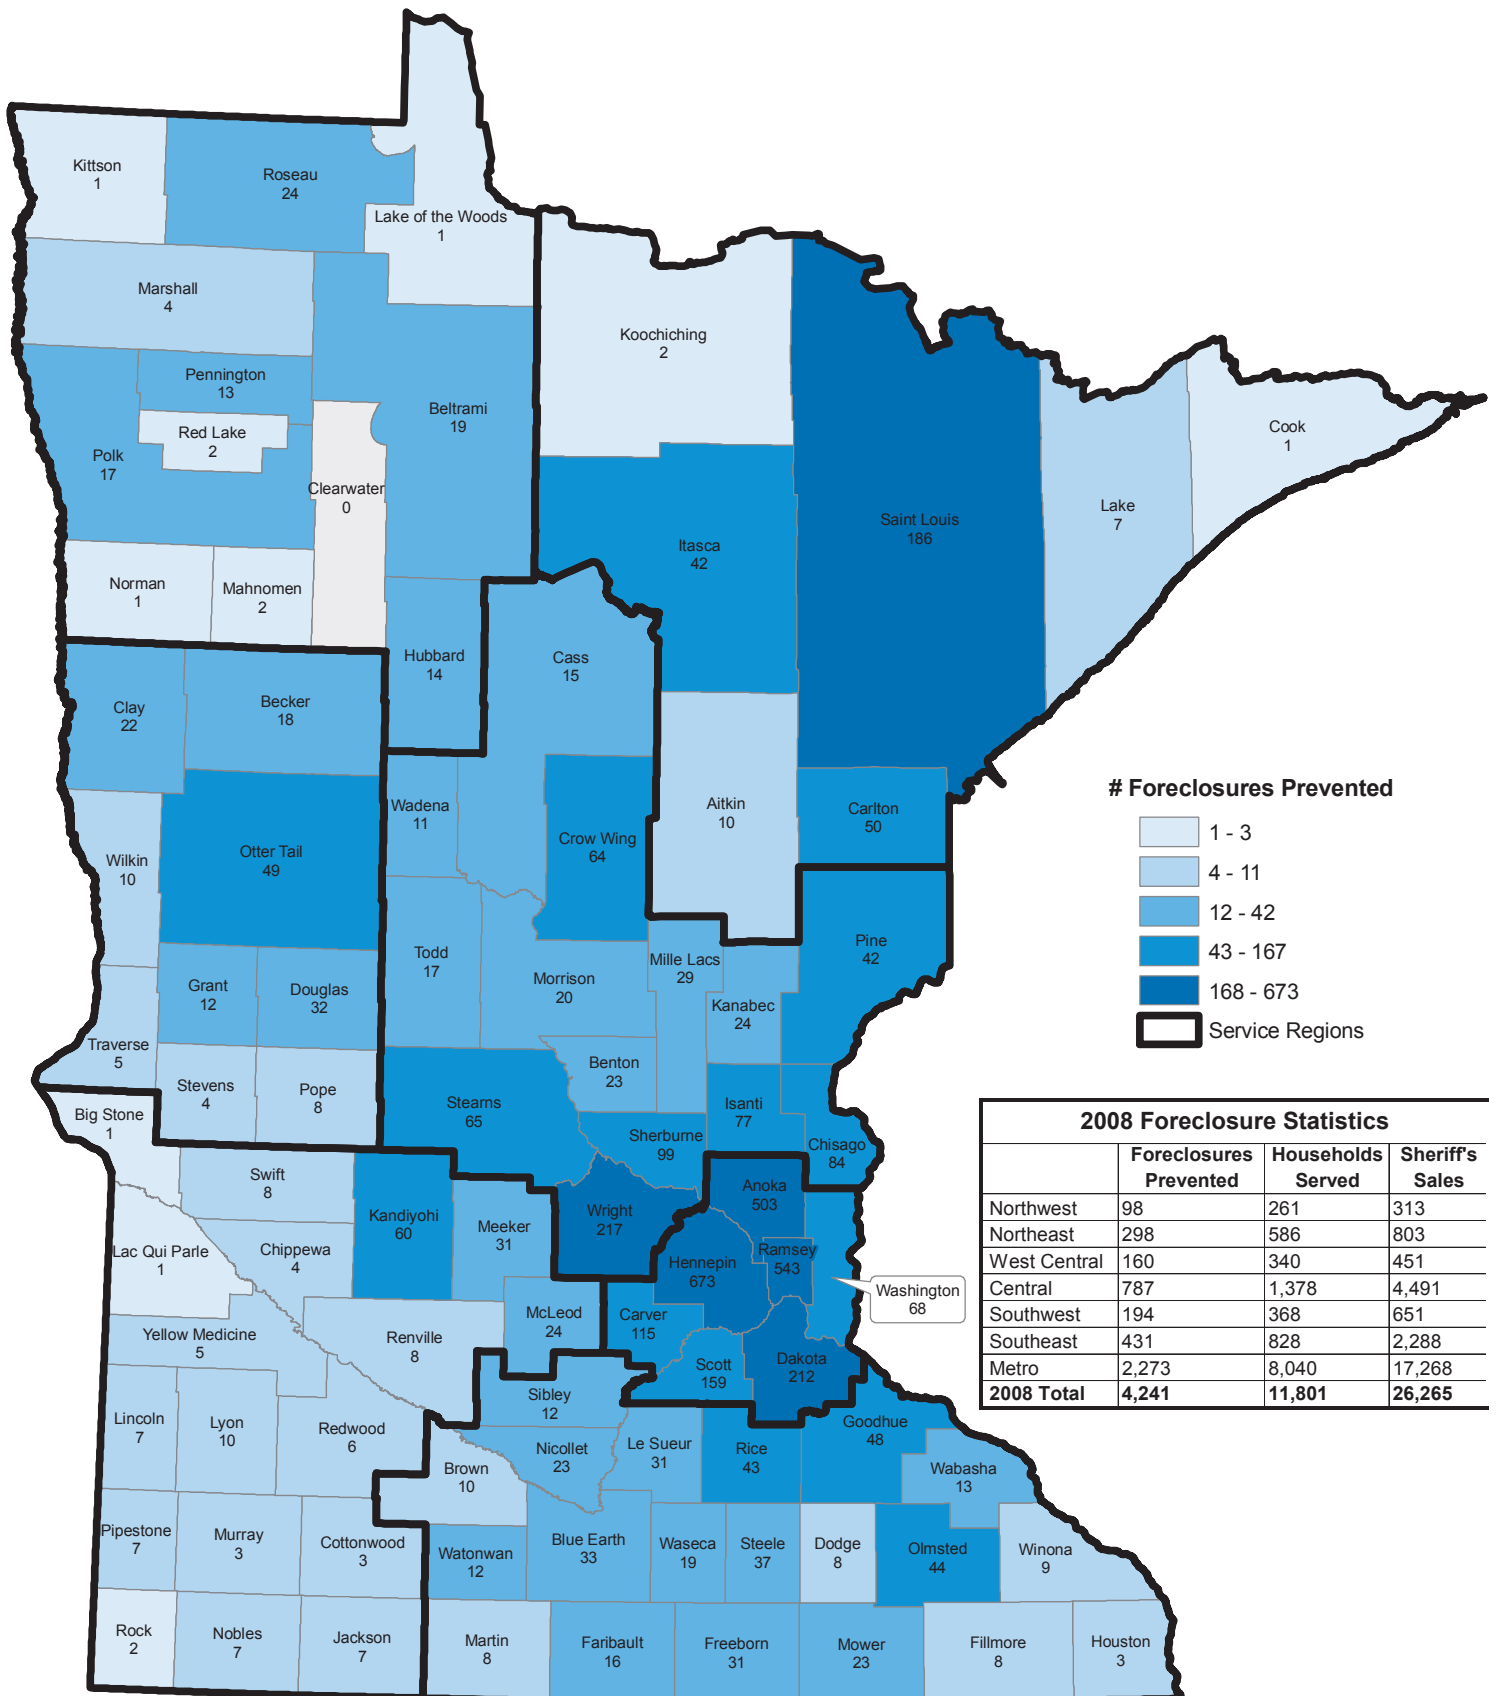 Kittson
1
Roseau
24
Lake of the Woods
1
Marshall
4
Koochiching
2
Pennington
13
Beltrami
19
Red Lake
2
Polk
17
Clearwater
0
Cook
1
Lake
7
Saint Louis
186
Itasca
42
Norman
1
Mahnomen
2
Hubbard
14
Cass
15
Clay
22
Becker
18
Wadena
11
Aitkin
10
Carlton
50
Crow Wing
64
Otter Tail
49
Wilkin
10
# Foreclosures Prevented
1 - 3
4 - 11
12 - 42
43 - 167
168 - 673
Service Regions
Pine
42
Todd
17
Mille Lacs
29
Morrison
20
Grant
12
Douglas
32
Kanabec
24
Traverse
5
Benton
23
Stevens
4
Pope
8
Stearns
65
Isanti
77
Big Stone
1
Sherburne
99
Chisago
84
Swift
8
Anoka
503
Kandiyohi
60
Wright
217
Meeker
31
Lac Qui Parle
1
Chippewa
4
Hennepin
673
Ramsey
543
Washington
68
McLeod
24
Carver
115
Yellow Medicine
5
Renville
8
Scott
159
Dakota
212
Sibley
12
2008 Foreclosure Statistics
Foreclosures Prevented Households Served Sheriff's Sales
Northwest 98 261 313
Northeast 298 586 803
West Central 160 340 451
Central 787 1,378 4,491
Southwest 194 368 651
Southeast 431 828 2,288
Metro 2,273 8,040 17,268
2008 Total 4,241 11,801 26,265
Lincoln
7
Lyon
10
Redwood
6
Goodhue
48
Nicollet
23
Le Sueur
31
Rice
43
Brown
10
Wabasha
13
Pipestone
7
Murray
3
Cottonwood
3
Watonwan
12
Blue Earth
33
Waseca
19
Steele
37
Dodge
8
Olmsted
44
Winona
9
Rock
2
Nobles
7
Jackson
7
Martin
8
Faribault
16
Freeborn
31
Mower
23
Fillmore
8
Houston
3